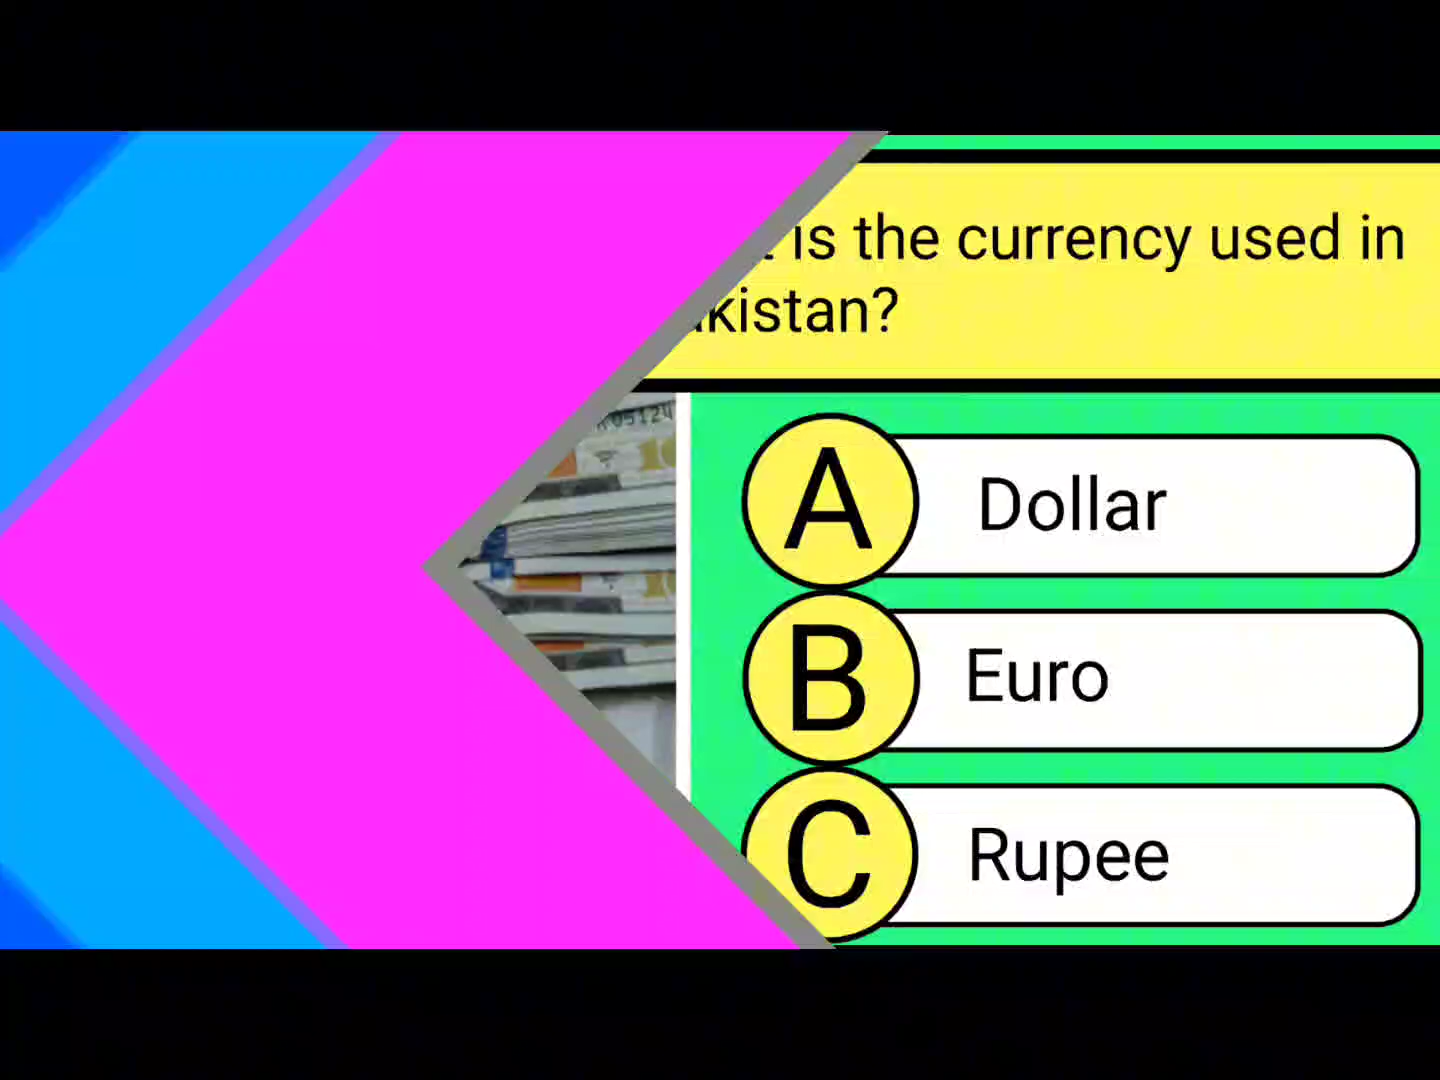 is the currency used in
kistan?
A Dollar
B Euro
C Rupee